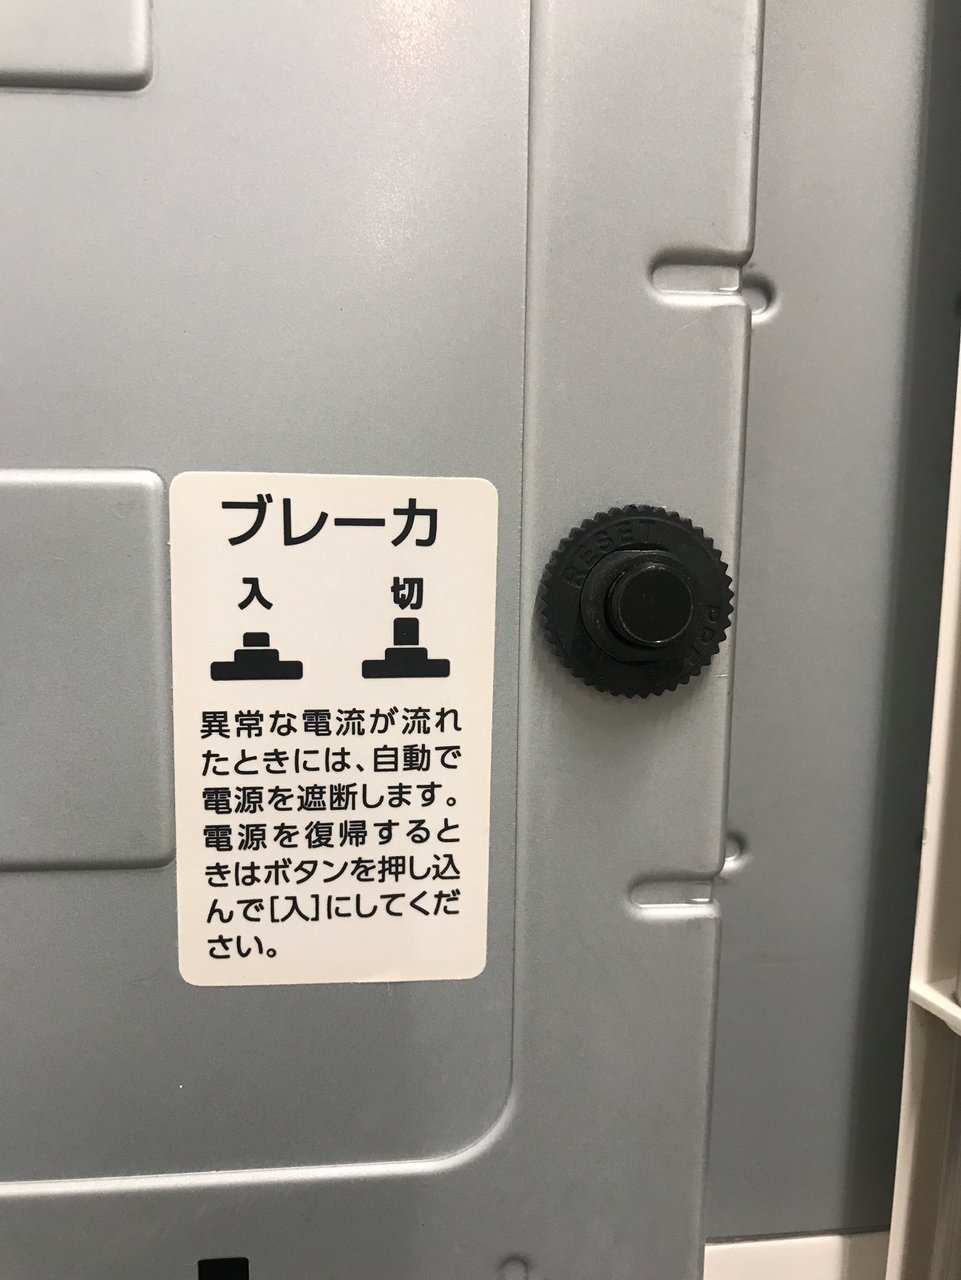 ブレーカ
入 切
異常な電流が流れ
たときには、自動で
電源を遮断します。
電源を復帰すると
きはボタンを押し込
んで[入]にしてくだ
さい。
RESET
PRESS